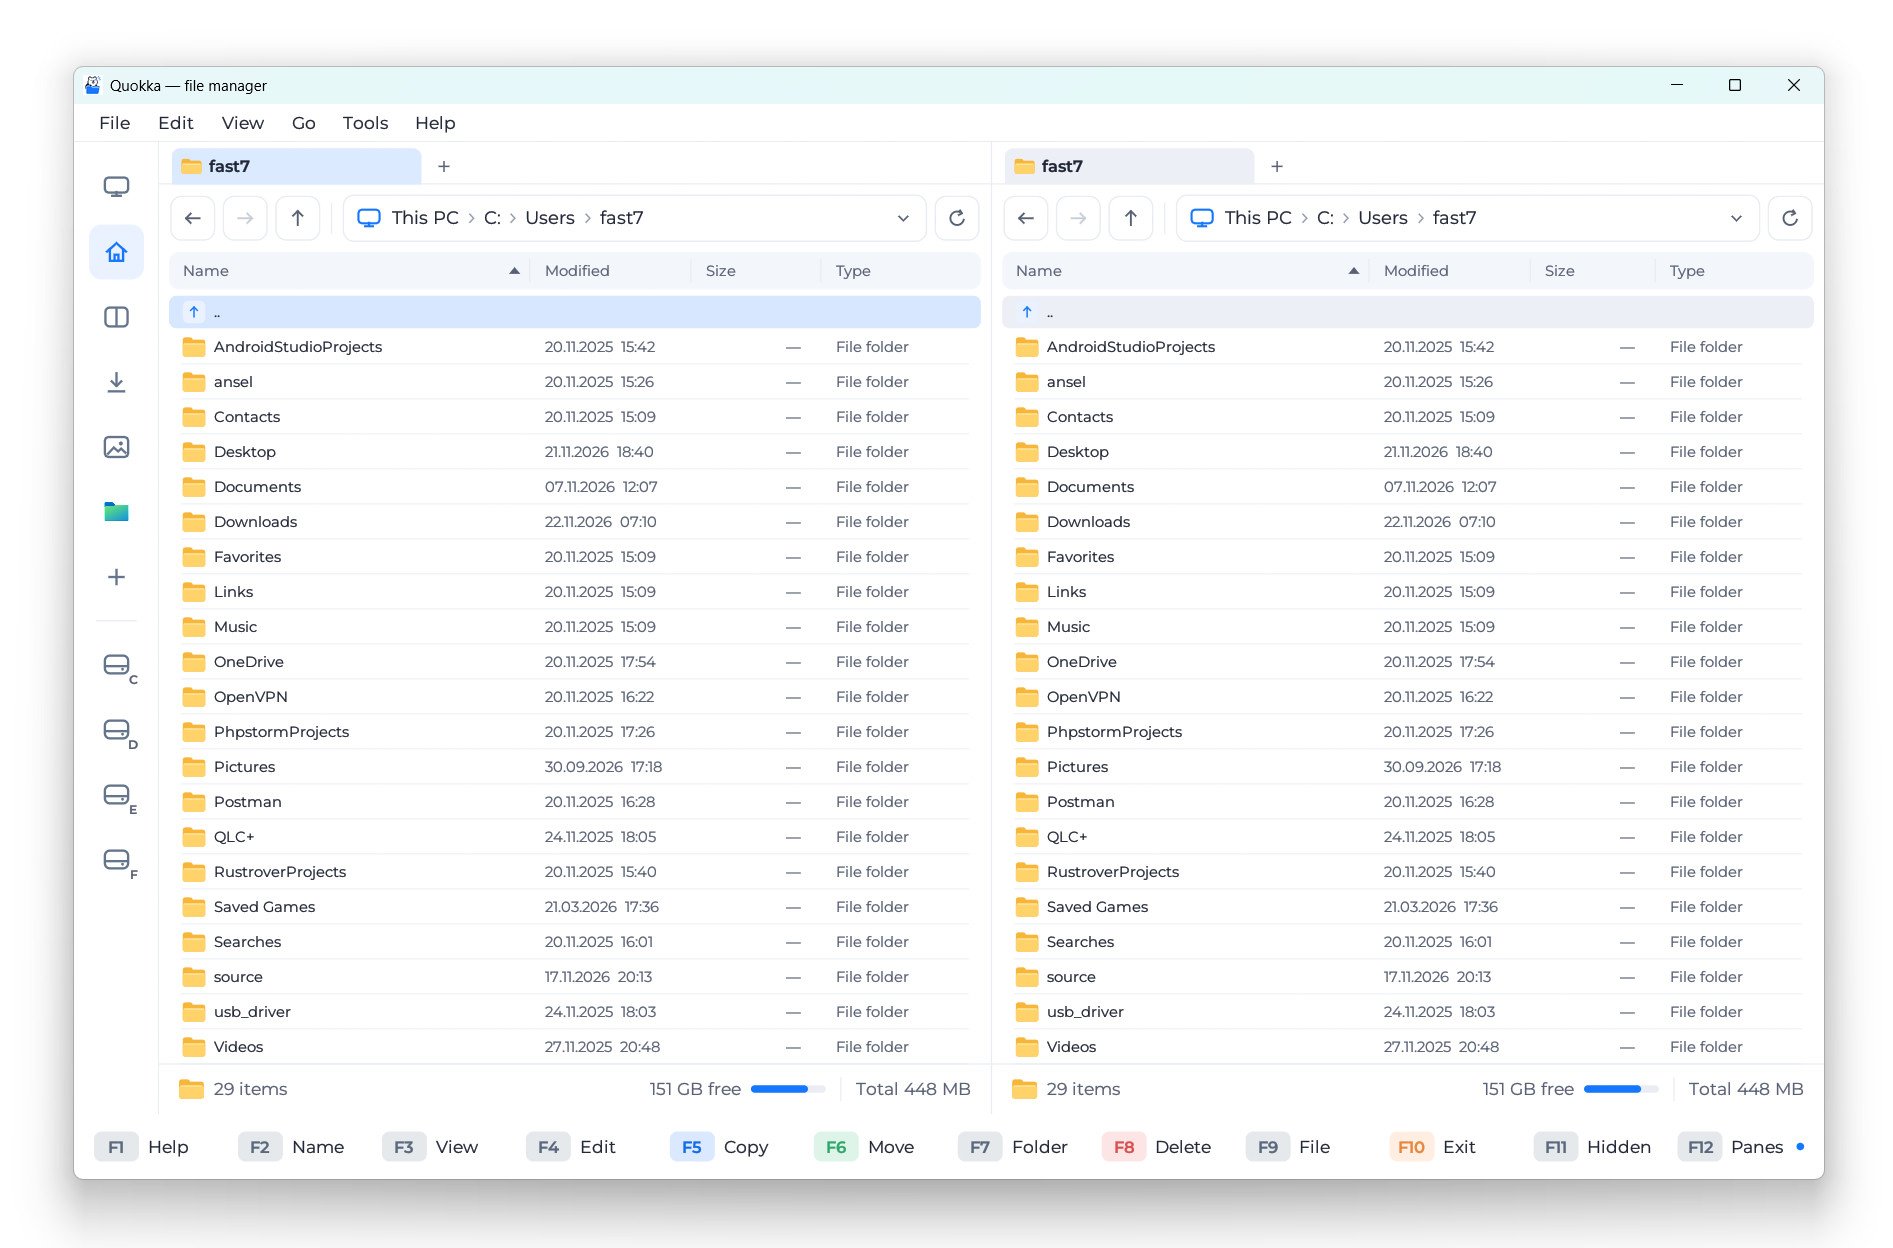 Quokka — file manager
File Edit View Go Tools Help
fast7 +
This PC > C: > Users > fast7
Name Modified Size Type
..
AndroidStudioProjects 20.11.2025 15:42 — File folder
ansel 20.11.2025 15:26 — File folder
Contacts 20.11.2025 15:09 — File folder
Desktop 21.11.2026 18:40 — File folder
Documents 07.11.2026 12:07 — File folder
Downloads 22.11.2026 07:10 — File folder
Favorites 20.11.2025 15:09 — File folder
Links 20.11.2025 15:09 — File folder
Music 20.11.2025 15:09 — File folder
OneDrive 20.11.2025 17:54 — File folder
OpenVPN 20.11.2025 16:22 — File folder
PhpstormProjects 20.11.2025 17:26 — File folder
Pictures 30.09.2026 17:18 — File folder
Postman 20.11.2025 16:28 — File folder
QLC+ 24.11.2025 18:05 — File folder
RustroverProjects 20.11.2025 15:40 — File folder
Saved Games 21.03.2026 17:36 — File folder
Searches 20.11.2025 16:01 — File folder
source 17.11.2026 20:13 — File folder
usb_driver 24.11.2025 18:03 — File folder
Videos 27.11.2025 20:48 — File folder
29 items 151 GB free Total 448 MB
fast7 +
This PC > C: > Users > fast7
Name Modified Size Type
..
AndroidStudioProjects 20.11.2025 15:42 — File folder
ansel 20.11.2025 15:26 — File folder
Contacts 20.11.2025 15:09 — File folder
Desktop 21.11.2026 18:40 — File folder
Documents 07.11.2026 12:07 — File folder
Downloads 22.11.2026 07:10 — File folder
Favorites 20.11.2025 15:09 — File folder
Links 20.11.2025 15:09 — File folder
Music 20.11.2025 15:09 — File folder
OneDrive 20.11.2025 17:54 — File folder
OpenVPN 20.11.2025 16:22 — File folder
PhpstormProjects 20.11.2025 17:26 — File folder
Pictures 30.09.2026 17:18 — File folder
Postman 20.11.2025 16:28 — File folder
QLC+ 24.11.2025 18:05 — File folder
RustroverProjects 20.11.2025 15:40 — File folder
Saved Games 21.03.2026 17:36 — File folder
Searches 20.11.2025 16:01 — File folder
source 17.11.2026 20:13 — File folder
usb_driver 24.11.2025 18:03 — File folder
Videos 27.11.2025 20:48 — File folder
29 items 151 GB free Total 448 MB
C
D
E
F
F1 Help F2 Name F3 View F4 Edit F5 Copy F6 Move F7 Folder F8 Delete F9 File F10 Exit F11 Hidden F12 Panes